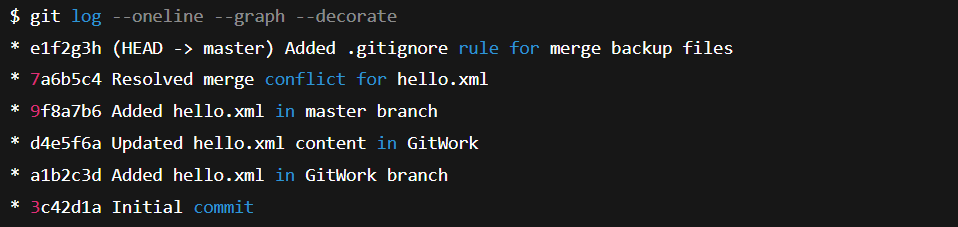 $ git log --oneline --graph --decorate
* e1f2g3h (HEAD -> master) Added .gitignore rule for merge backup files
* 7a6b5c4 Resolved merge conflict for hello.xml
* 9f8a7b6 Added hello.xml in master branch
* d4e5f6a Updated hello.xml content in GitWork
* a1b2c3d Added hello.xml in GitWork branch
* 3c42d1a Initial commit